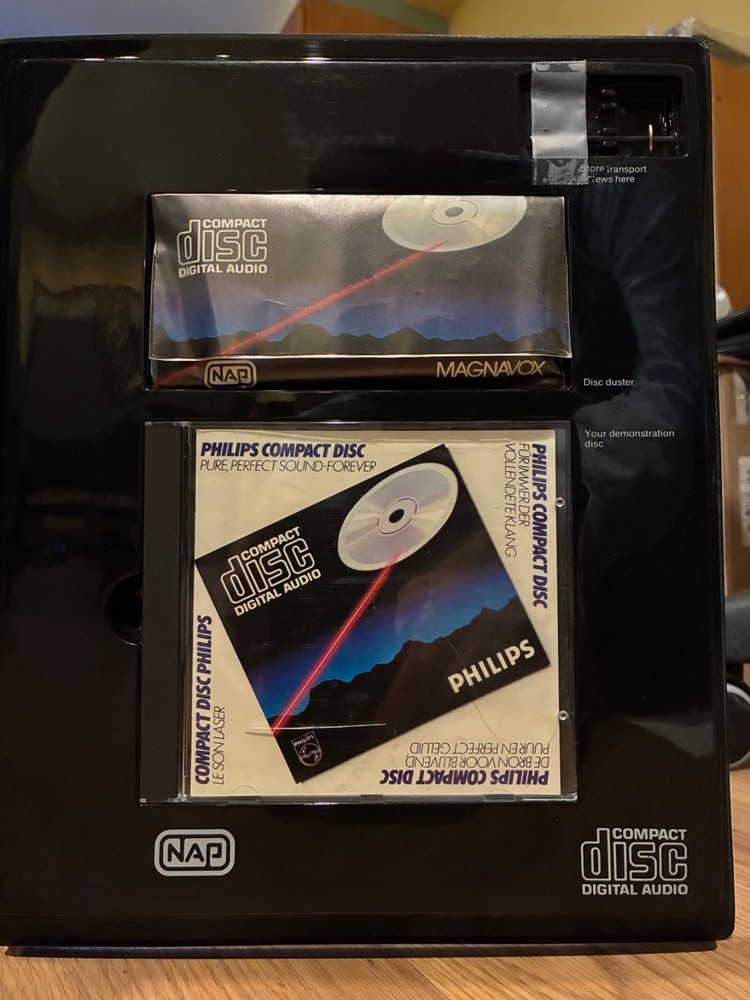 Store transport
screws here
COMPACT
disc
DIGITAL AUDIO
NAP
MAGNAVOX
Disc duster
Your demonstration
disc
PHILIPS COMPACT DISC
PURE, PERFECT SOUND-FOREVER
PHILIPS COMPACT DISC
FÜR IMMER DER
VOLLENDETE KLANG
COMPACT
disc
DIGITAL AUDIO
PHILIPS
PHILIPS
COMPACT DISC PHILIPS
LE SON LASER
PHILIPS COMPACT DISC
DE BRON VOOR BLIJVEND
PUUR EN PERFECT GELUID
NAP
COMPACT
disc
DIGITAL AUDIO